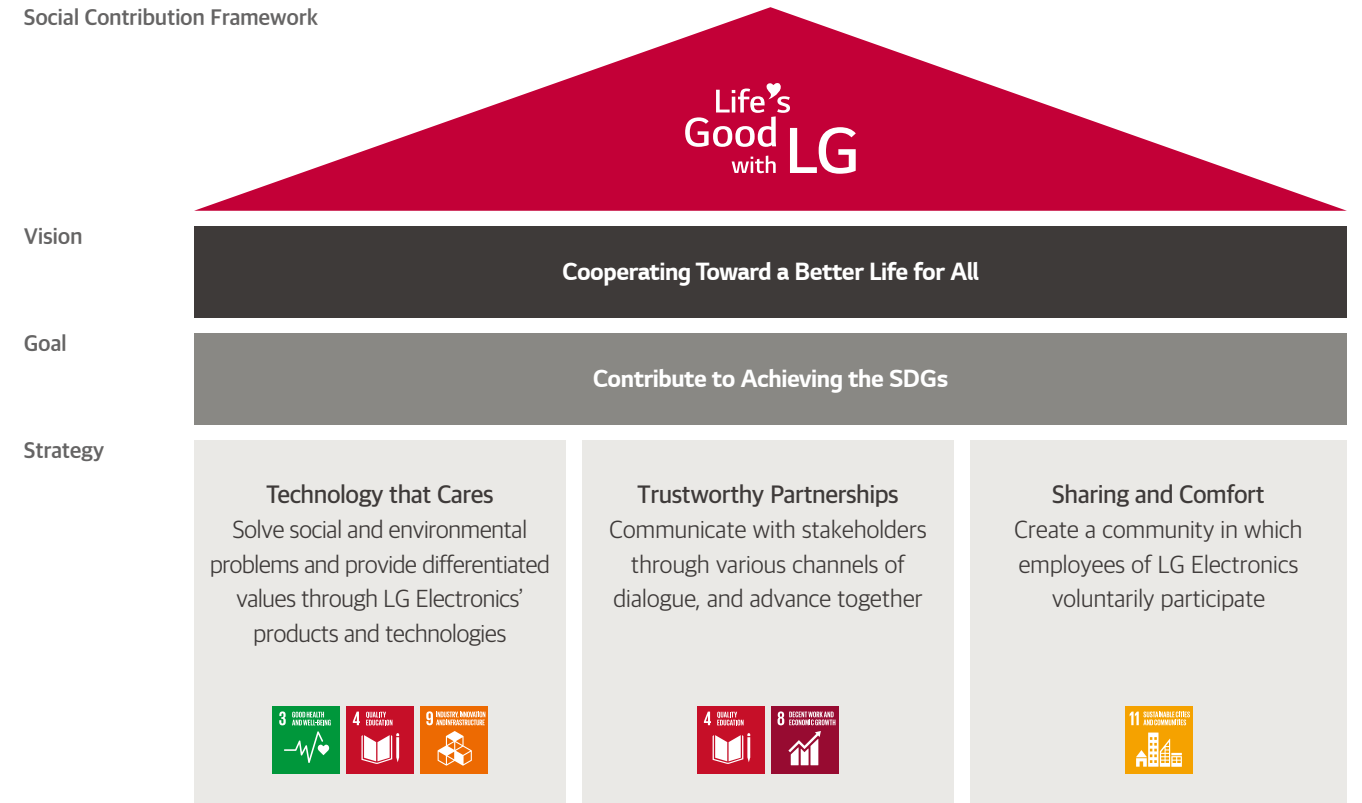 Social Contribution Framework
Life's
Good
with LG
Vision
Cooperating Toward a Better Life for All
Goal
Contribute to Achieving the SDGs
Strategy
Technology that Cares
Solve social and environmental
problems and provide differentiated
values through LG Electronics’
products and technologies
3 GOOD HEALTH
AND WELL-BEING
4 QUALITY
EDUCATION
9 INDUSTRY, INNOVATION
AND INFRASTRUCTURE
Trustworthy Partnerships
Communicate with stakeholders
through various channels of
dialogue, and advance together
4 QUALITY
EDUCATION
8 DECENT WORK AND
ECONOMIC GROWTH
Sharing and Comfort
Create a community in which
employees of LG Electronics
voluntarily participate
11 SUSTAINABLE CITIES
AND COMMUNITIES